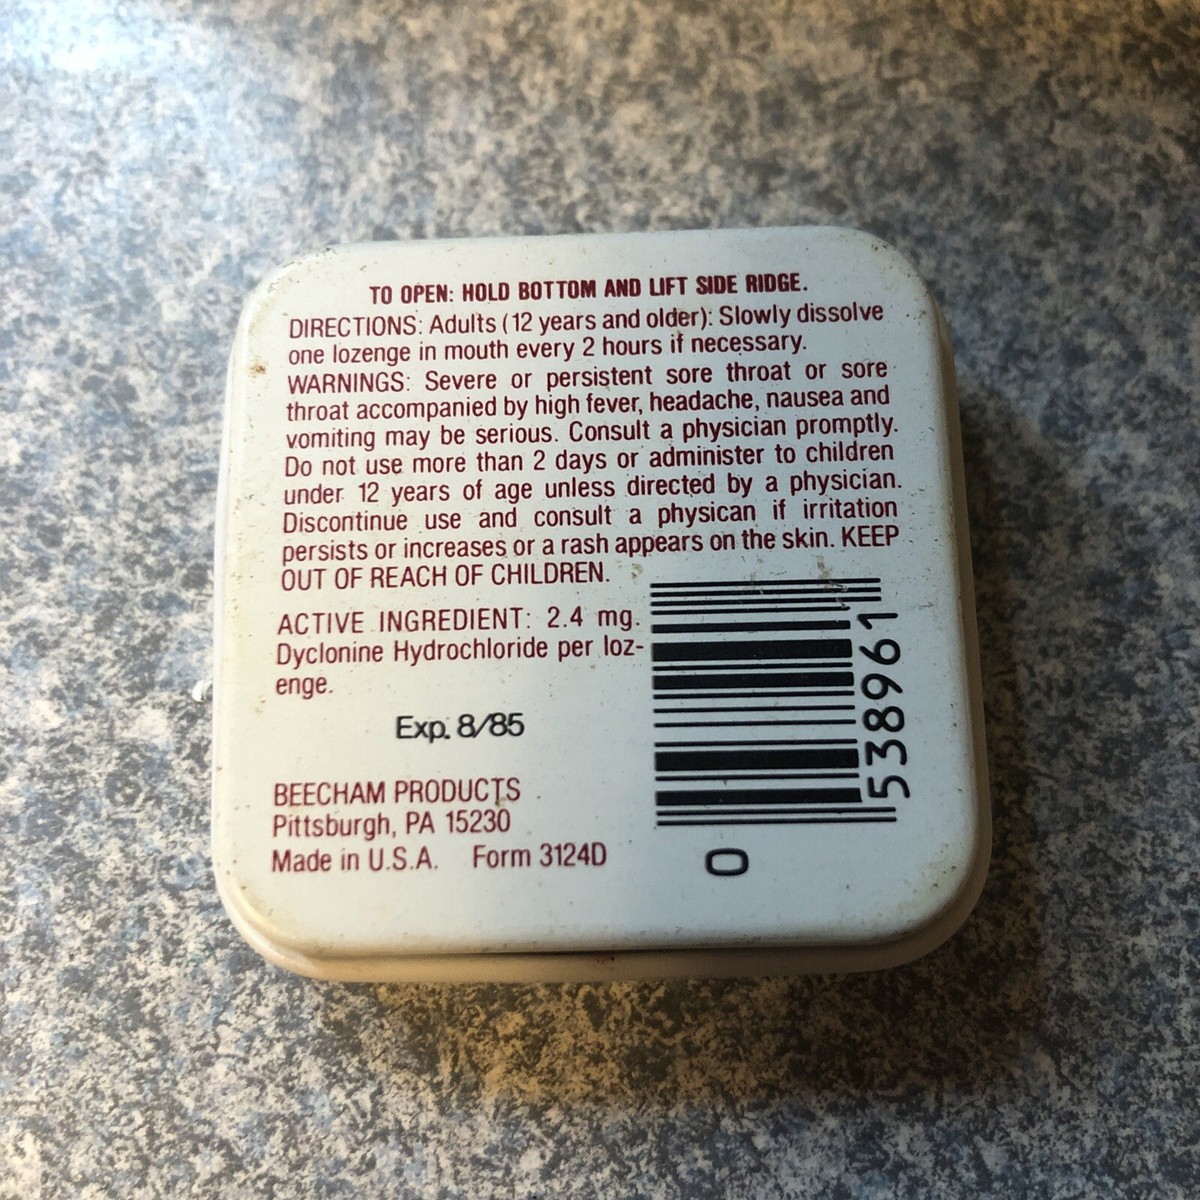 TO OPEN: HOLD BOTTOM AND LIFT SIDE RIDGE.
DIRECTIONS: Adults (12 years and older): Slowly dissolve
one lozenge in mouth every 2 hours if necessary.
WARNINGS: Severe or persistent sore throat or sore
throat accompanied by high fever, headache, nausea and
vomiting may be serious. Consult a physician promptly.
Do not use more than 2 days or administer to children
under 12 years of age unless directed by a physician.
Discontinue use and consult a physican if irritation
persists or increases or a rash appears on the skin. KEEP
OUT OF REACH OF CHILDREN.
ACTIVE INGREDIENT: 2.4 mg.
Dyclonine Hydrochloride per loz-
enge.
Exp. 8/85
BEECHAM PRODUCTS
Pittsburgh, PA 15230
Made in U.S.A. Form 3124D
0
538961